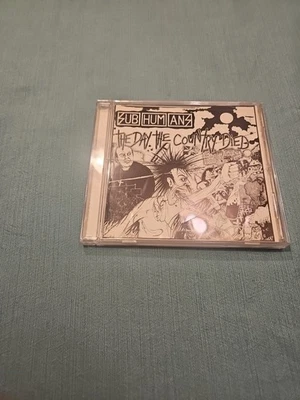 SUBHUMANS
THE DAY THE COUNTRY DIED